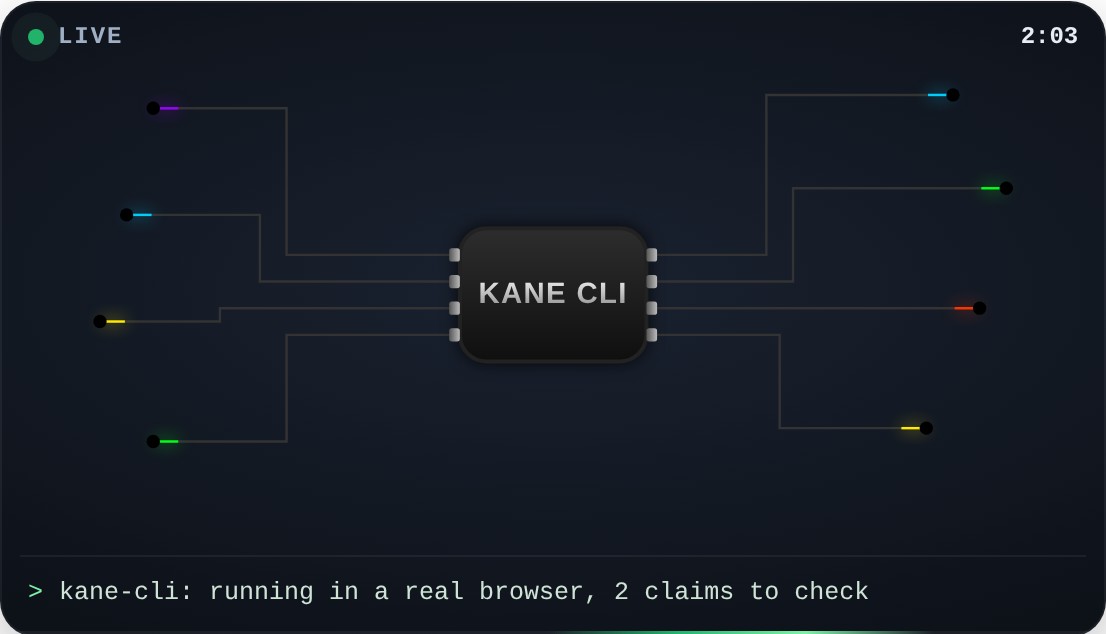 LIVE
2:03
KANE CLI
> kane-cli: running in a real browser, 2 claims to check